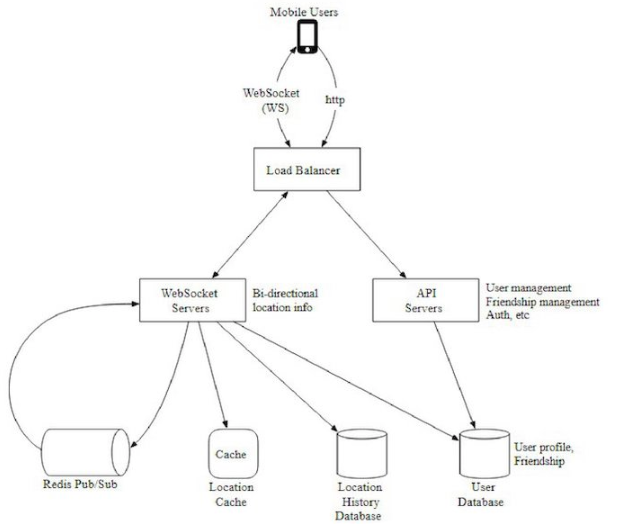 Mobile Users
WebSocket
(WS)
http
Load Balancer
WebSocket
Servers
Bi-directional
location info
API
Servers
User management
Friendship management
Auth, etc
Redis Pub/Sub
Cache
Location
Cache
Location
History
Database
User
Database
User profile,
Friendship